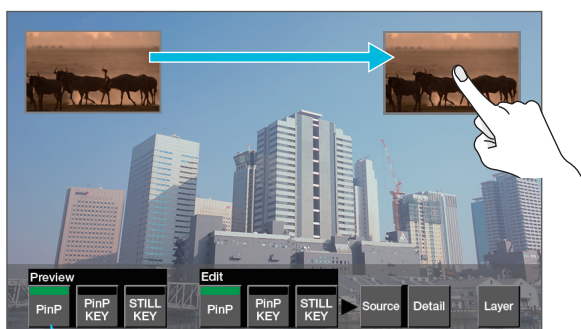 Preview
Edit
PinP
PinP
KEY
STILL
KEY
PinP
PinP
KEY
STILL
KEY
Source
Detail
Layer